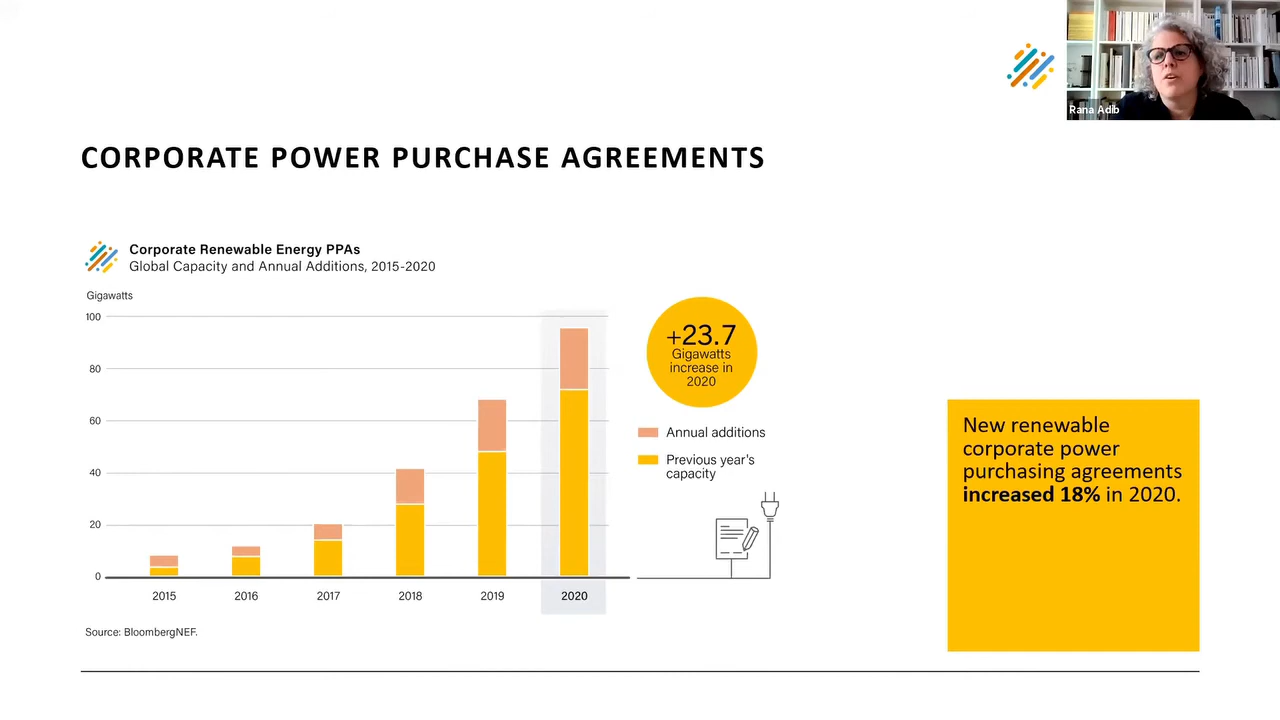 Rana Adib
CORPORATE POWER PURCHASE AGREEMENTS
Corporate Renewable Energy PPAs
Global Capacity and Annual Additions, 2015-2020
Gigawatts
100
80
60
40
20
0
2015
2016
2017
2018
2019
2020
+23.7
Gigawatts
increase in
2020
Annual additions
Previous year's
capacity
New renewable
corporate power
purchasing agreements
increased 18% in 2020.
Source: BloombergNEF.